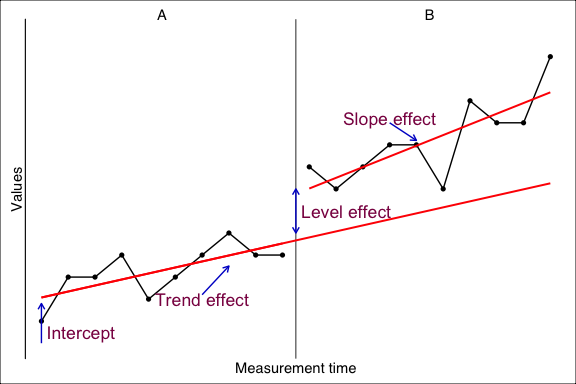 A
B
Slope effect
Values
Level effect
Trend effect
Intercept
Measurement time